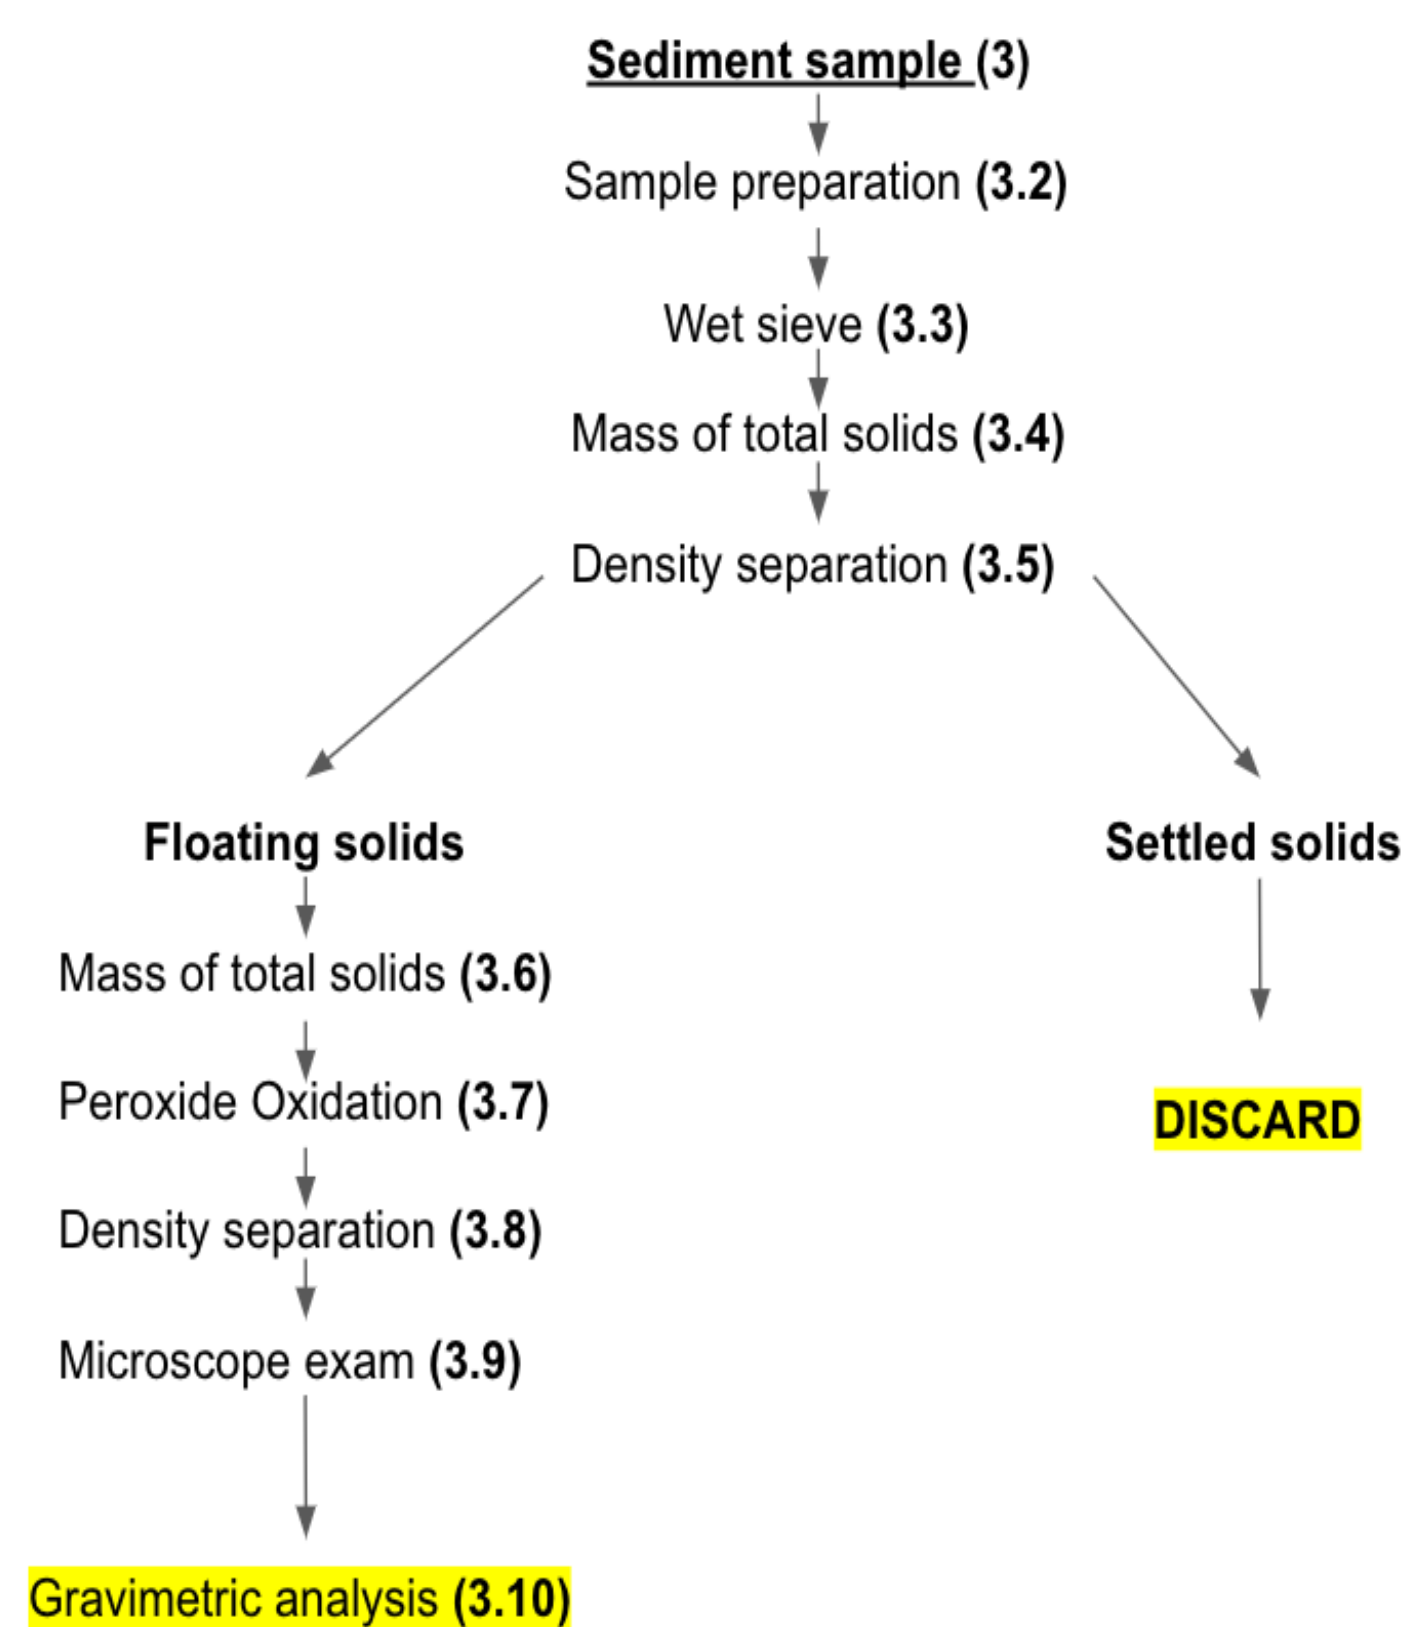 Sediment sample (3)
Sample preparation (3.2)
Wet sieve (3.3)
Mass of total solids (3.4)
Density separation (3.5)
Floating solids
Settled solids
Mass of total solids (3.6)
Peroxide Oxidation (3.7)
DISCARD
Density separation (3.8)
Microscope exam (3.9)
Gravimetric analysis (3.10)